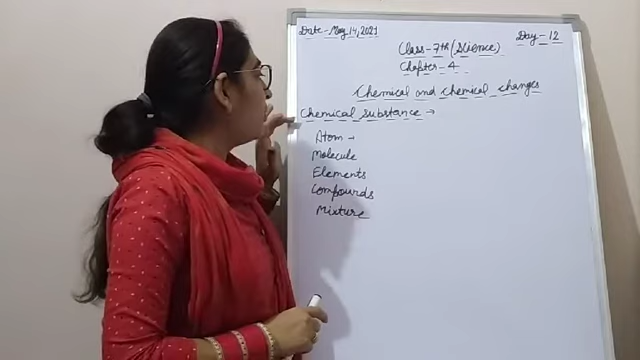 Date - May 14, 2021
Day - 12
Class - 7th (Science)
Chapter - 4
Chemical and chemical changes
Chemical substance →
Atom →
Molecule
Elements
Compounds
Mixture